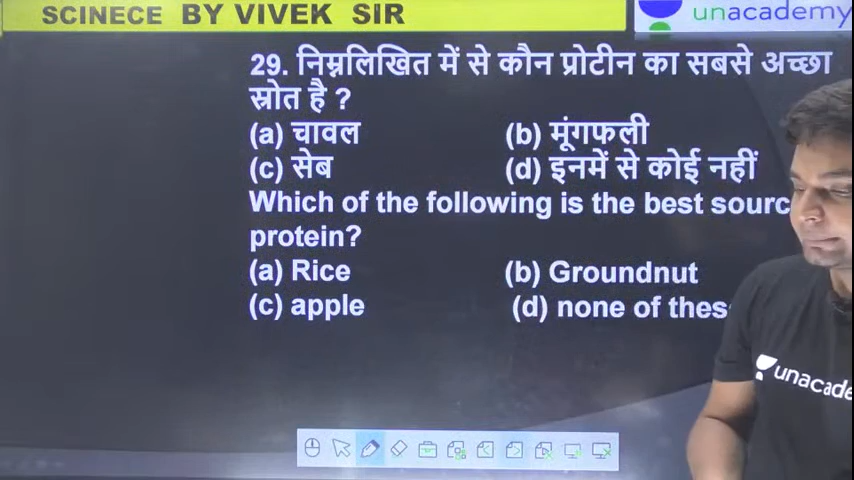 SCINECE BY VIVEK SIR
unacademy
29. निम्नलिखित में से कौन प्रोटीन का सबसे अच्छा
स्रोत है ?
(a) चावल (b) मूंगफली
(c) सेब (d) इनमें से कोई नहीं
Which of the following is the best sourc
protein?
(a) Rice (b) Groundnut
(c) apple (d) none of thes
unacade